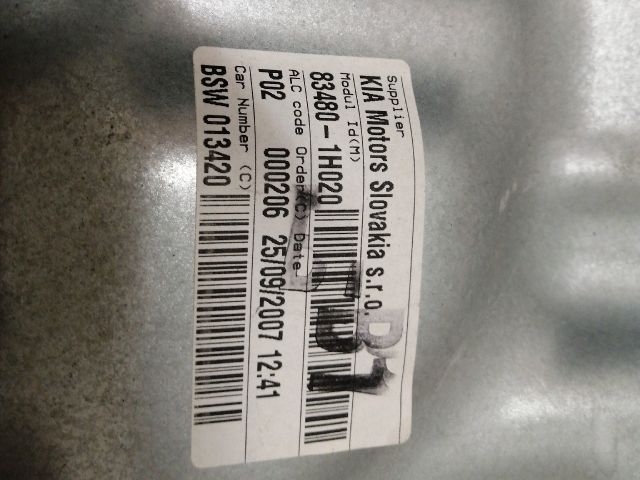 Supplier
KIA Motors Slovakia s.r.o.
Modul Id(M)
83480-1H020
ALC code Order(C) Date
P02 000206 25/09/2007 12:41
Car Number (C)
BSW 013420
B1